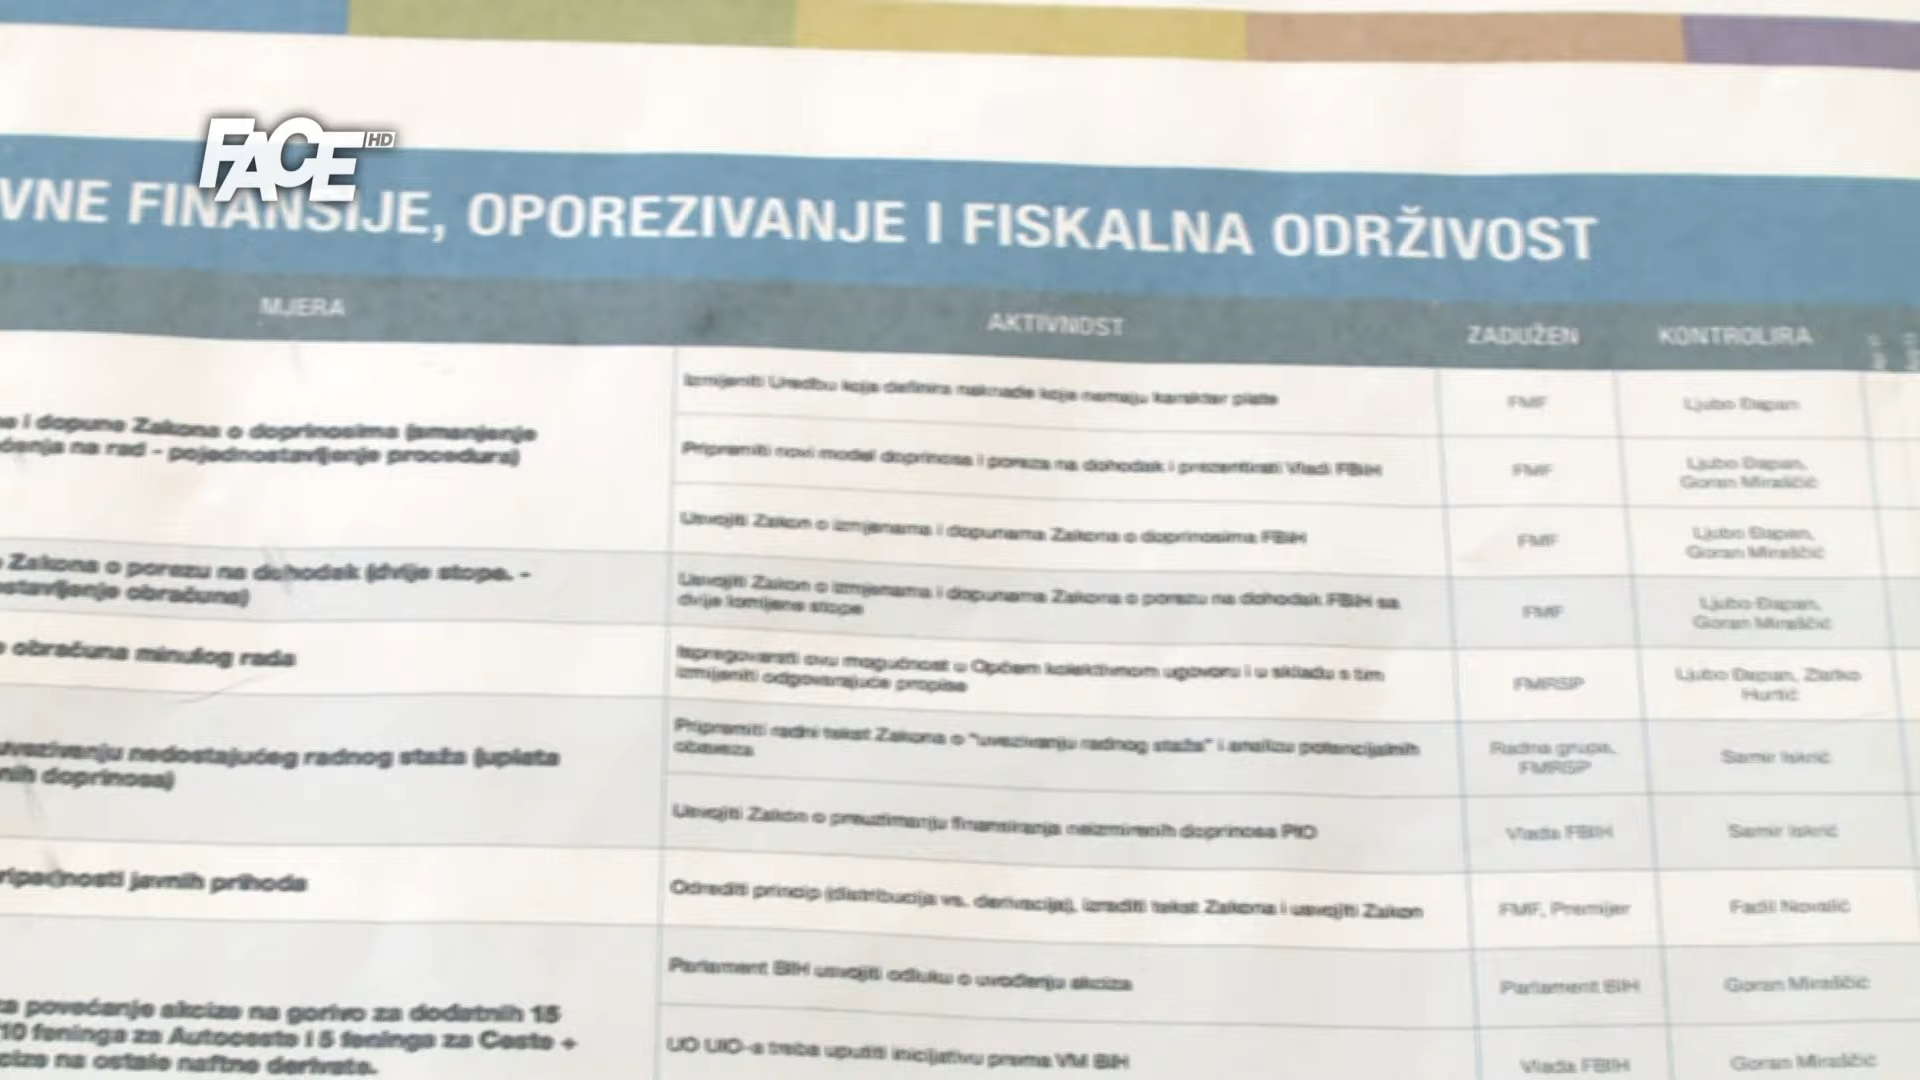 FACE HD
VNE FINANSIJE, OPOREZIVANJE I FISKALNA ODRŽIVOST
MJERA
AKTIVNOST
ZADUŽEN
KONTROLIRA
i dopune Zakona o doprinosima (smanjenje
na rad - pojednostavljenje procedura)
Izmijeniti Uredbu koja definira naknade koje nemaju karakter plate
FMF
Ljubo Đapan
Pripremiti novi model doprinosa i poreza na dohodak i prezentirati Vladi FBIH
FMF
Ljubo Đapan,
Goran Miraščić
Usvojiti Zakon o izmjenama i dopunama Zakona o doprinosima FBIH
FMF
Ljubo Đapan,
Goran Miraščić
Zakona o porezu na dohodak (dvije stope. -
stavljenje obračuna)
Usvojiti Zakon o izmjenama i dopunama Zakona o porezu na dohodak FBIH sa
dvije lomljene stope
FMF
Ljubo Đapan,
Goran Miraščić
obračuna minulog rada
Ispregovarati ovu mogućnost u Općem kolektivnom ugovoru i u skladu s tim
izmijeniti odgovarajuće propise
FMRSP
Ljubo Đapan, Zlatko
Hurtić
uvezivanju nedostajućeg radnog staža (uplata
nih doprinosa)
Pripremiti radni tekst Zakona o "uvezivanju radnog staža" i analizu potencijalnih
obaveza
Radna grupa,
FMRSP
Samir Iskrić
Usvojiti Zakon o preuzimanju finansiranja neizmirenih doprinosa PIO
Vlada FBIH
Samir Iskrić
ripadnosti javnih prihoda
Odrediti princip (distribucija vs. derivacija), izraditi tekst Zakona i usvojiti Zakon
FMF, Premijer
Fadil Novalić
Parlament BIH usvojiti odluku o uvođenju akciza
Parlament BIH
Goran Miraščić
za povećanje akcize na gorivo za dodatnih 15
10 feninga za Autoceste i 5 feninga za Ceste +
cize na ostale naftne derivate.
UO UIO-a treba uputiti inicijativu prema VM BIH
Vlada FBIH
Goran Miraščić